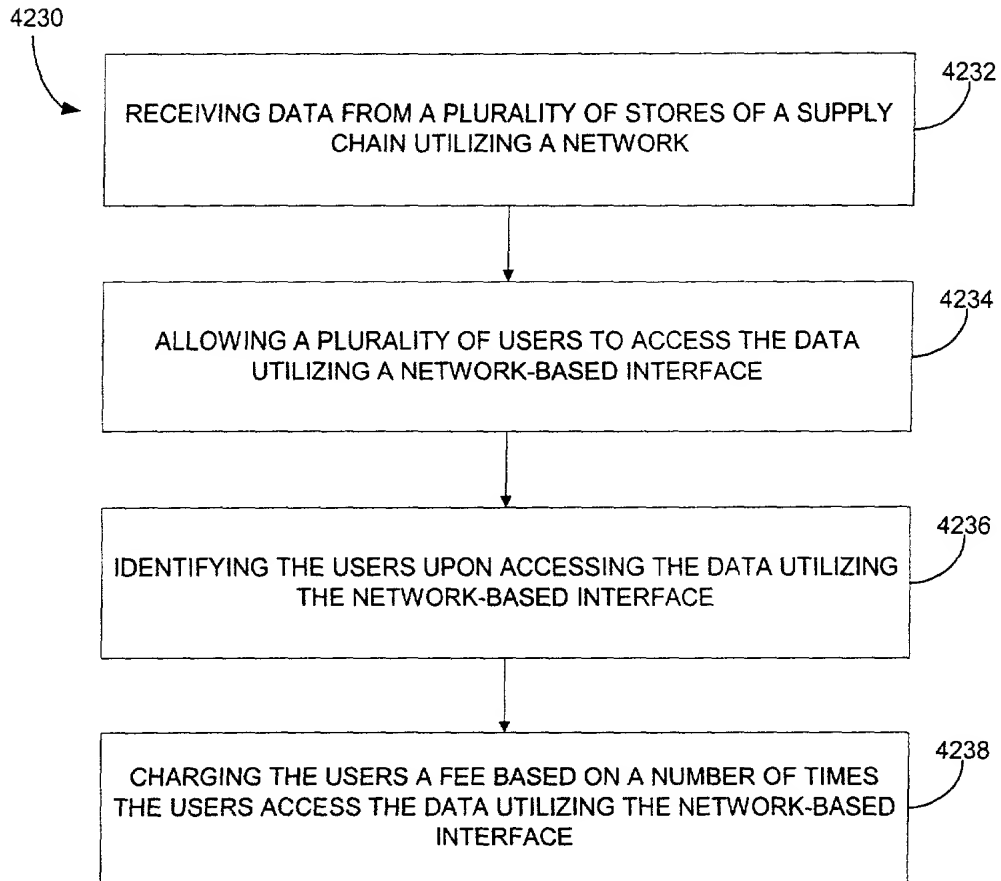 4230
4232
RECEIVING DATA FROM A PLURALITY OF STORES OF A SUPPLY
CHAIN UTILIZING A NETWORK
4234
ALLOWING A PLURALITY OF USERS TO ACCESS THE DATA
UTILIZING A NETWORK-BASED INTERFACE
4236
IDENTIFYING THE USERS UPON ACCESSING THE DATA UTILIZING
THE NETWORK-BASED INTERFACE
4238
CHARGING THE USERS A FEE BASED ON A NUMBER OF TIMES
THE USERS ACCESS THE DATA UTILIZING THE NETWORK-BASED
INTERFACE